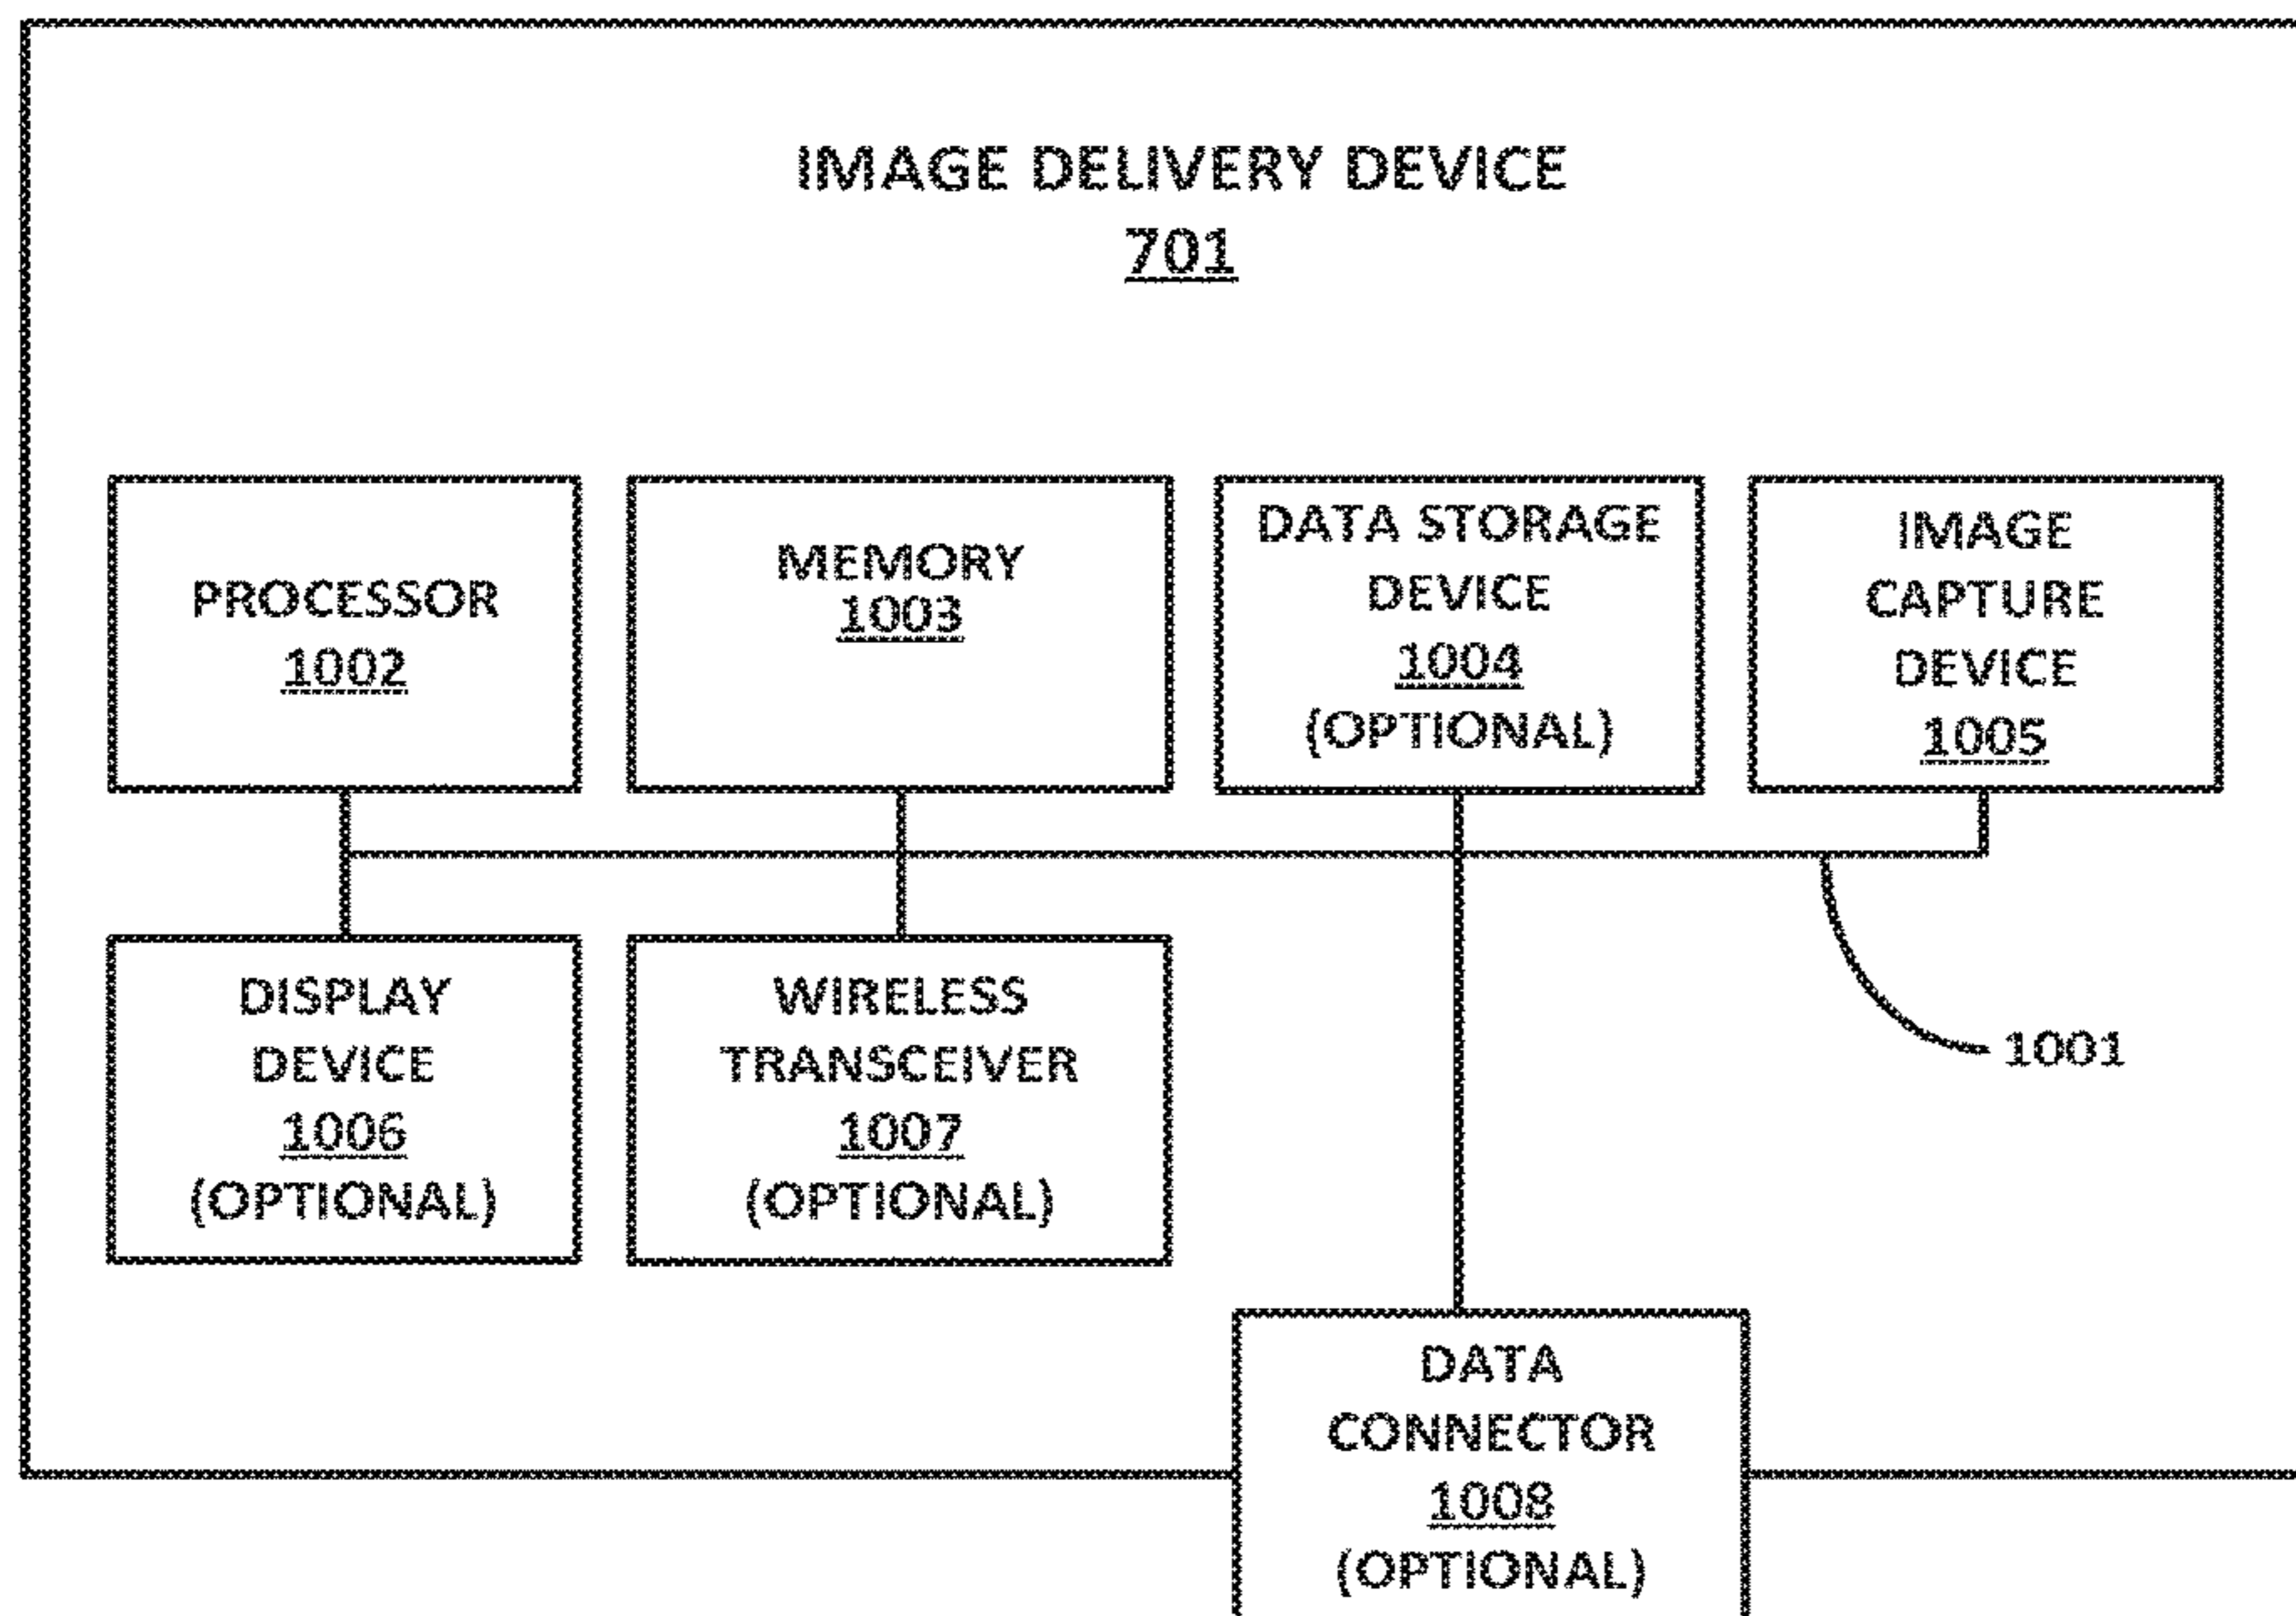 IMAGE DELIVERY DEVICE
701
PROCESSOR
1002
MEMORY
1003
DATA STORAGE
DEVICE
1004
(OPTIONAL)
IMAGE
CAPTURE
DEVICE
1005
DISPLAY
DEVICE
1006
(OPTIONAL)
WIRELESS
TRANSCEIVER
1007
(OPTIONAL)
1001
DATA
CONNECTOR
1008
(OPTIONAL)